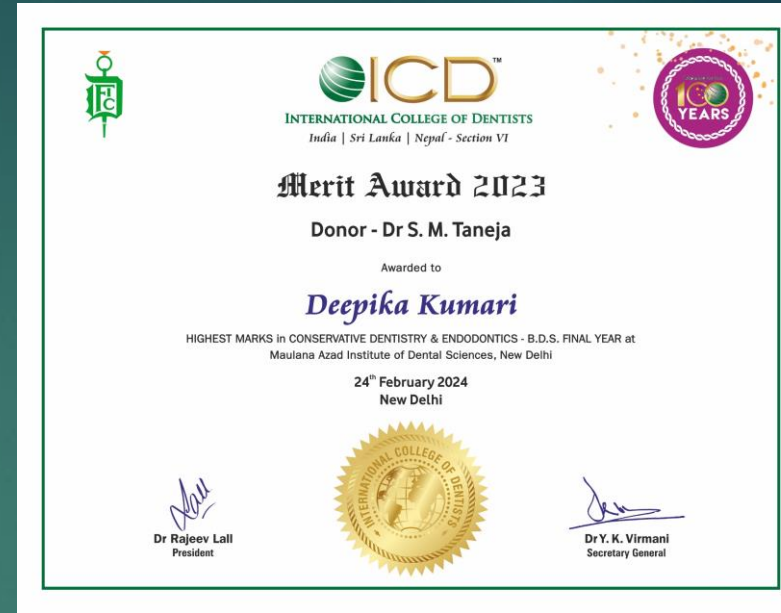 FICD
ICD™
INTERNATIONAL COLLEGE OF DENTISTS
India | Sri Lanka | Nepal - Section VI
100
YEARS
Merit Award 2023
Donor - Dr S. M. Taneja
Awarded to
Deepika Kumari
HIGHEST MARKS in CONSERVATIVE DENTISTRY & ENDODONTICS - B.D.S. FINAL YEAR at
Maulana Azad Institute of Dental Sciences, New Delhi
24th February 2024
New Delhi
INTERNATIONAL COLLEGE OF DENTISTS
Dr Rajeev Lall
President
Dr Y. K. Virmani
Secretary General